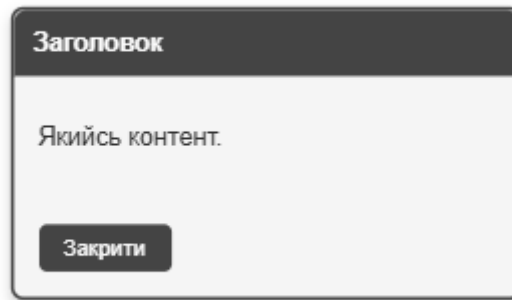 Заголовок
Якийсь контент.
Закрити